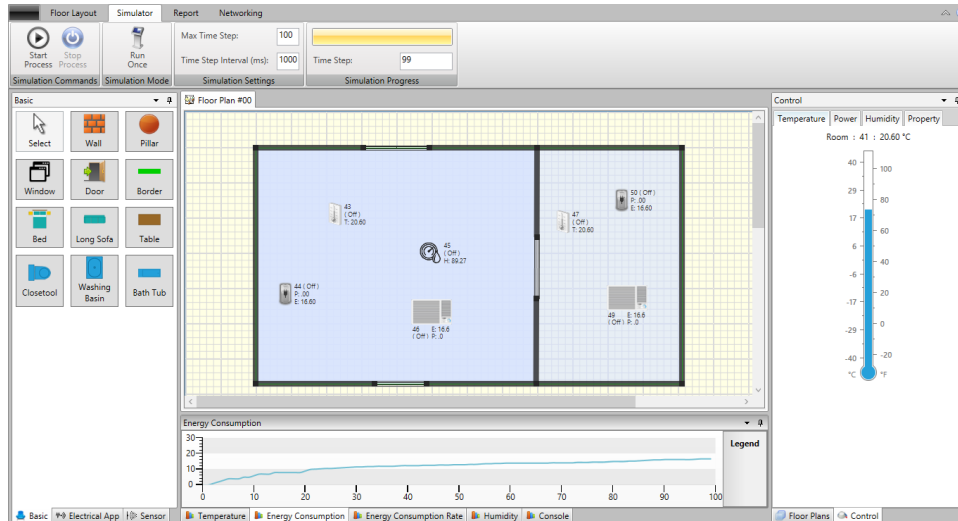 Floor Layout Simulator Report Networking
Start Process
Stop Process
Run Once
Max Time Step: 100
Time Step Interval (ms): 1000
Time Step: 99
Simulation Commands Simulation Mode Simulation Settings Simulation Progress
Basic
Select Wall Pillar
Window Door Border
Bed Long Sofa Table
Closetool Washing Basin Bath Tub
Basic Electrical App Sensor
Floor Plan #00
43
( Off )
T: 20.60
45
( Off )
H: 89.27
44 ( Off )
P: .00
E: 16.60
46 E: 16.6
( Off ) P: .0
47
( Off )
T: 20.60
50 ( Off )
P: .00
E: 16.60
49 E: 16.6
( Off ) P: .0
Energy Consumption
30
20
10
0
0 10 20 30 40 50 60 70 80 90 100
Legend
Temperature Energy Consumption Energy Consumption Rate Humidity Console
Control
Temperature Power Humidity Property
Room : 41 : 20.60 °C
40 100
29 80
17 60
6 40
-6 20
-17 0
-29 -20
-40
°C °F
Floor Plans Control